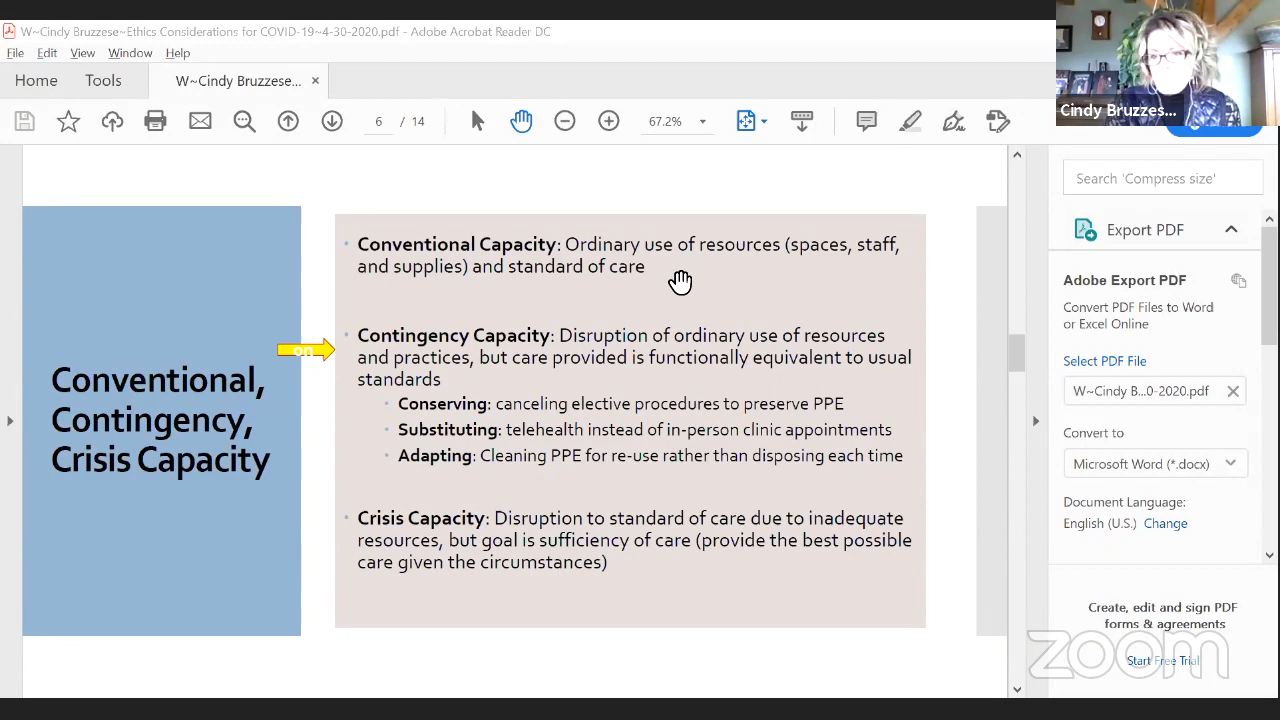 W~Cindy Bruzzese~Ethics Considerations for COVID-19~4-30-2020.pdf - Adobe Acrobat Reader DC
File Edit View Window Help
Home Tools W~Cindy Bruzzese... ×
6 / 14 67.2%
Cindy Bruzzes...
Search 'Compress size'
Export PDF
Adobe Export PDF
Convert PDF Files to Word
or Excel Online
Select PDF File
W~Cindy B...0-2020.pdf
Convert to
Microsoft Word (*.docx)
Document Language:
English (U.S.) Change
Create, edit and sign PDF
forms & agreements
Start Free Trial
zoom
Conventional,
Contingency,
Crisis Capacity
on
• Conventional Capacity: Ordinary use of resources (spaces, staff,
and supplies) and standard of care
• Contingency Capacity: Disruption of ordinary use of resources
and practices, but care provided is functionally equivalent to usual
standards
• Conserving: canceling elective procedures to preserve PPE
• Substituting: telehealth instead of in-person clinic appointments
• Adapting: Cleaning PPE for re-use rather than disposing each time
• Crisis Capacity: Disruption to standard of care due to inadequate
resources, but goal is sufficiency of care (provide the best possible
care given the circumstances)